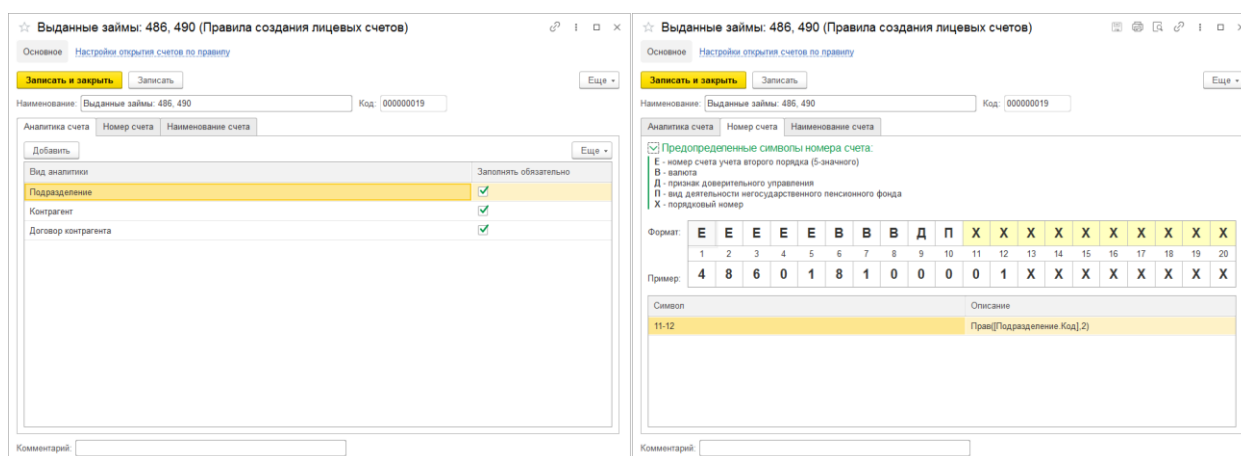 Выданные займы: 486, 490 (Правила создания лицевых счетов)
Основное Настройки открытия счетов по правилу
Записать и закрыть Записать Еще
Наименование: Выданные займы: 486, 490 Код: 000000019
Аналитика счета Номер счета Наименование счета
Добавить Еще
Вид аналитики Заполнять обязательно
Подразделение
Контрагент
Договор контрагента
Комментарий:
Выданные займы: 486, 490 (Правила создания лицевых счетов)
Основное Настройки открытия счетов по правилу
Записать и закрыть Записать Еще
Наименование: Выданные займы: 486, 490 Код: 000000019
Аналитика счета Номер счета Наименование счета
Предопределенные символы номера счета:
Е - номер счета учета второго порядка (5-значного)
В - валюта
Д - признак доверительного управления
П - вид деятельности негосударственного пенсионного фонда
Х - порядковый номер
Формат: Е Е Е Е Е В В В Д П Х Х Х Х Х Х Х Х Х Х
1 2 3 4 5 6 7 8 9 10 11 12 13 14 15 16 17 18 19 20
Пример: 4 8 6 0 1 8 1 0 0 0 0 1 Х Х Х Х Х Х Х Х
Символ Описание
11-12 Прав([Подразделение.Код],2)
Комментарий: